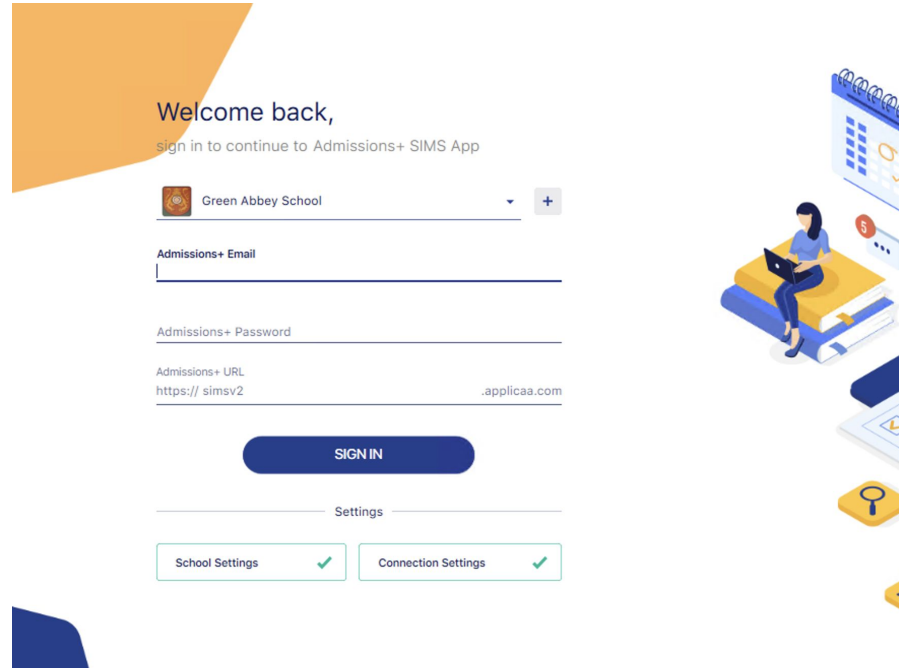 Welcome back,
sign in to continue to Admissions+ SIMS App
Green Abbey School
+
Admissions+ Email
Admissions+ Password
Admissions+ URL
https:// simsv2 .applicaa.com
SIGN IN
Settings
School Settings
Connection Settings
5